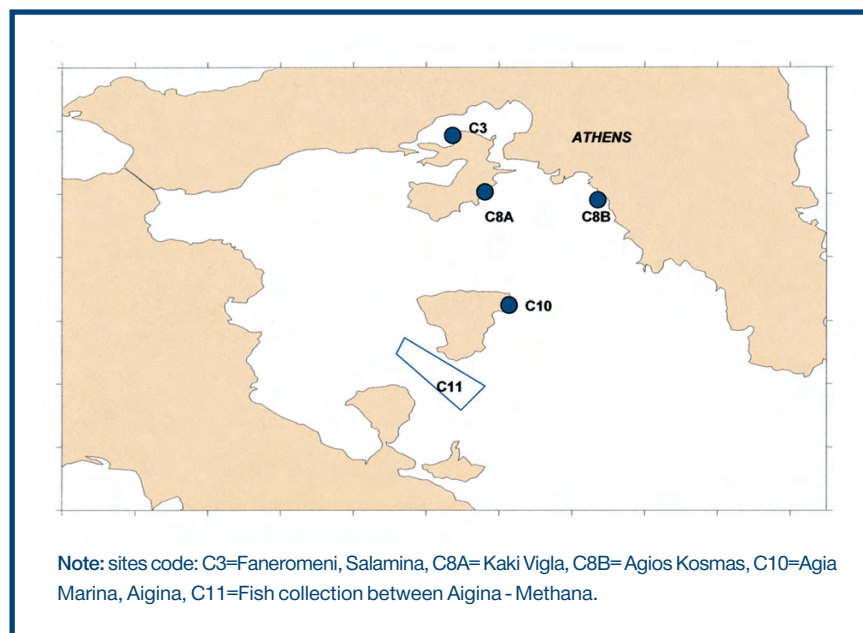 C3
ATHENS
C8A
C8B
C10
C11
Note: sites code: C3=Faneromeni, Salamina, C8A= Kaki Vigla, C8B= Agios Kosmas, C10=Agia
Marina, Aigina, C11=Fish collection between Aigina - Methana.